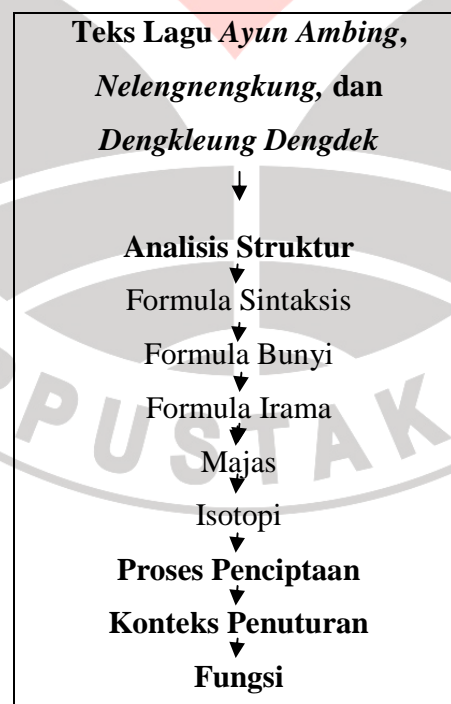 Teks Lagu Ayun Ambing,
Nelengnengkung, dan
Dengkleung Dengdek
Analisis Struktur
Formula Sintaksis
Formula Bunyi
Formula Irama
Majas
Isotopi
Proses Penciptaan
Konteks Penuturan
Fungsi
PUSTAK